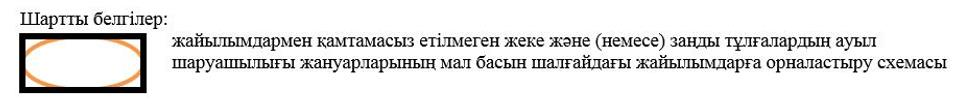 Шартты белгілер:
жайылымдармен қамтамасыз етілмеген жеке және (немесе) заңды тұлғалардың ауыл
шаруашылығы жануарларының мал басын шалғайдағы жайылымдарға орналастыру схемасы